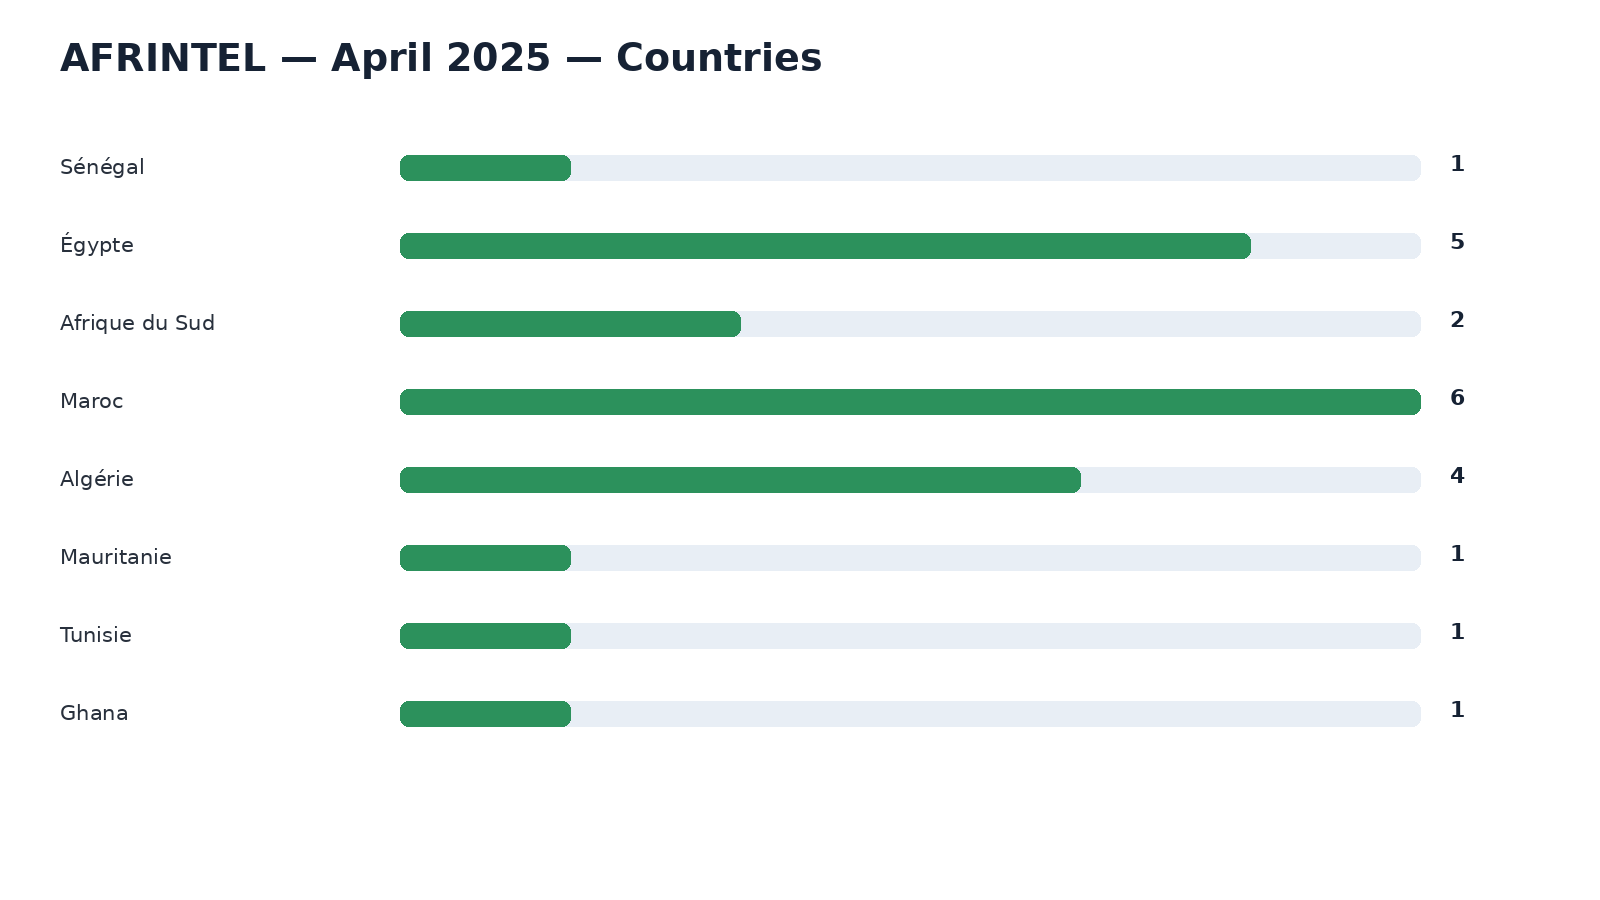 AFRINTEL — April 2025 — Countries
Sénégal 1
Égypte 5
Afrique du Sud 2
Maroc 6
Algérie 4
Mauritanie 1
Tunisie 1
Ghana 1